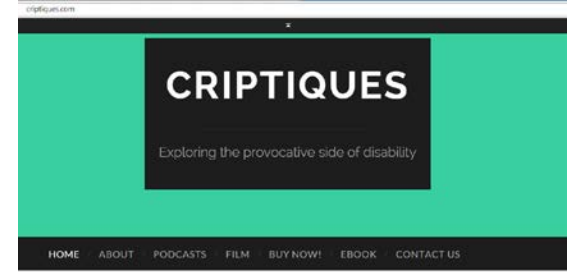 criptiques.com
CRIPTIQUES
Exploring the provocative side of disability
HOME ABOUT PODCASTS FILM BUY NOW! EBOOK CONTACT US